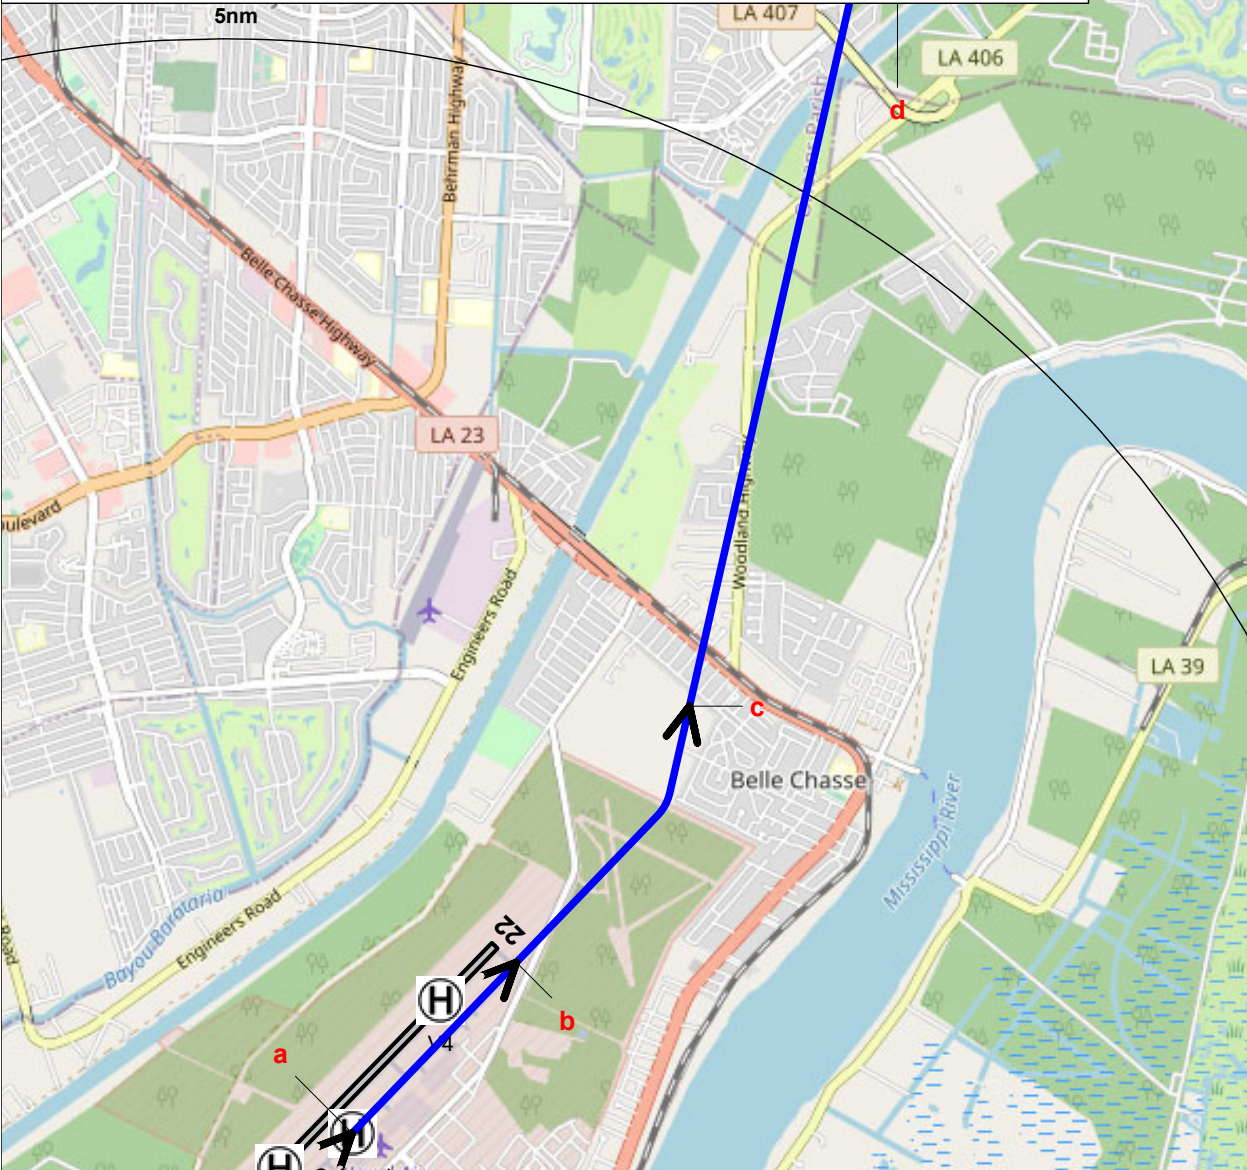 5nm
LA 407
LA 406
d
Behrman Highway
Belle Chasse Highway
LA 23
Woodland Highway
Engineers Road
LA 39
c
Belle Chasse
Mississippi River
Bayou Barataria
Engineers Road
22
H
b
a
H
H